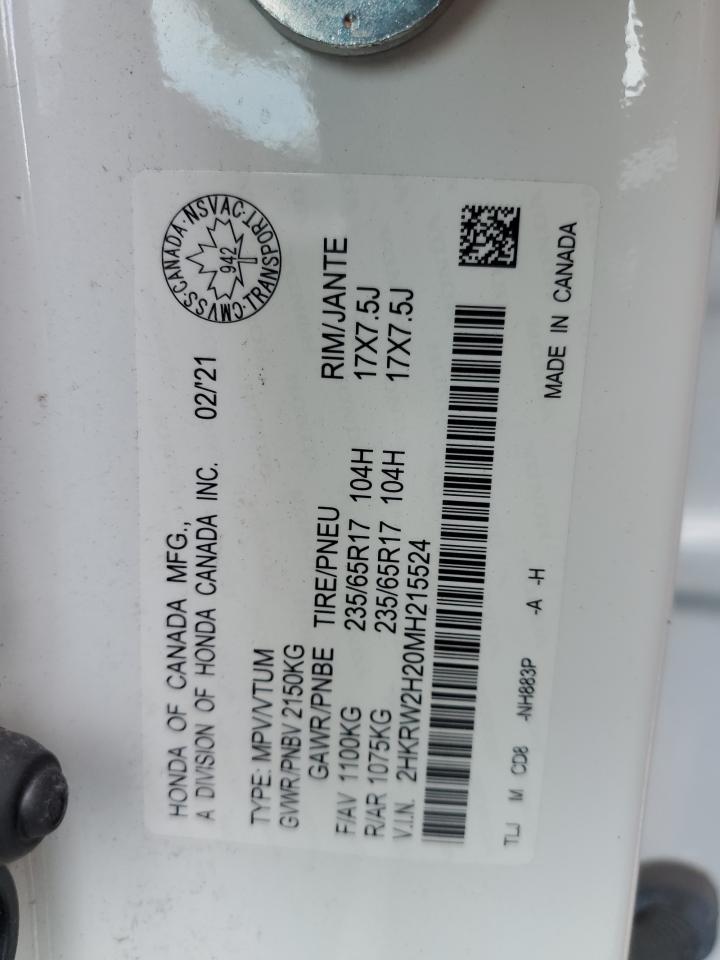 HONDA OF CANADA MFG.,
A DIVISION OF HONDA CANADA INC. 02/'21
CMVSS·CANADA·NSVAC·TRANSPORT
942
TYPE: MPV/VTUM
GVWR/PNBV 2150KG
GAWR/PNBE TIRE/PNEU RIM/JANTE
F/AV 1100KG 235/65R17 104H 17X7.5J
R/AR 1075KG 235/65R17 104H 17X7.5J
V.I.N. 2HKRW2H20MH215524
TLJ M CD8 -NH883P -A -H
MADE IN CANADA